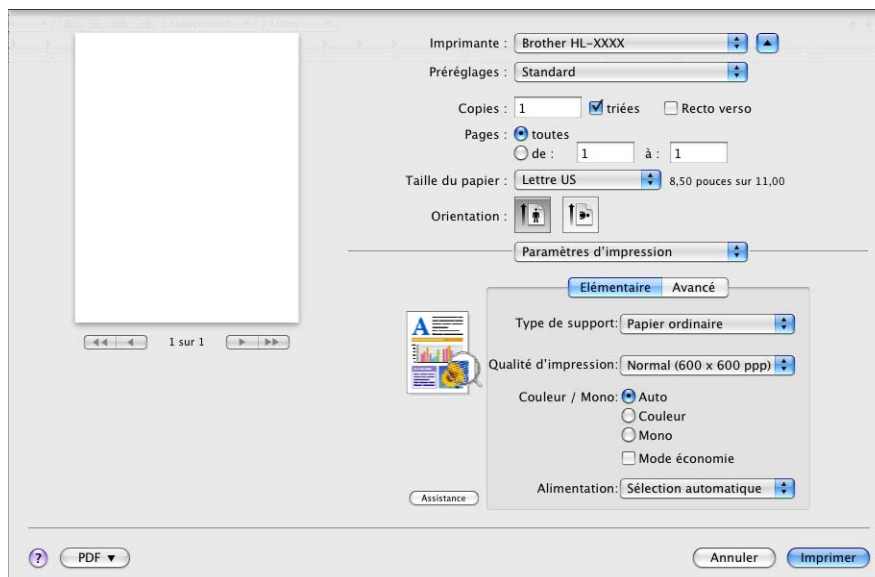 Imprimante : Brother HL-XXXX
Préréglages : Standard
Copies : 1 triées Recto verso
Pages : toutes
de : 1 à : 1
Taille du papier : Lettre US 8,50 pouces sur 11,00
Orientation :
Paramètres d'impression
Elémentaire Avancé
Type de support: Papier ordinaire
1 sur 1
Qualité d'impression: Normal (600 x 600 ppp)
Couleur / Mono: Auto
Couleur
Mono
Mode économie
Alimentation: Sélection automatique
Assistance
? PDF ▼ Annuler Imprimer